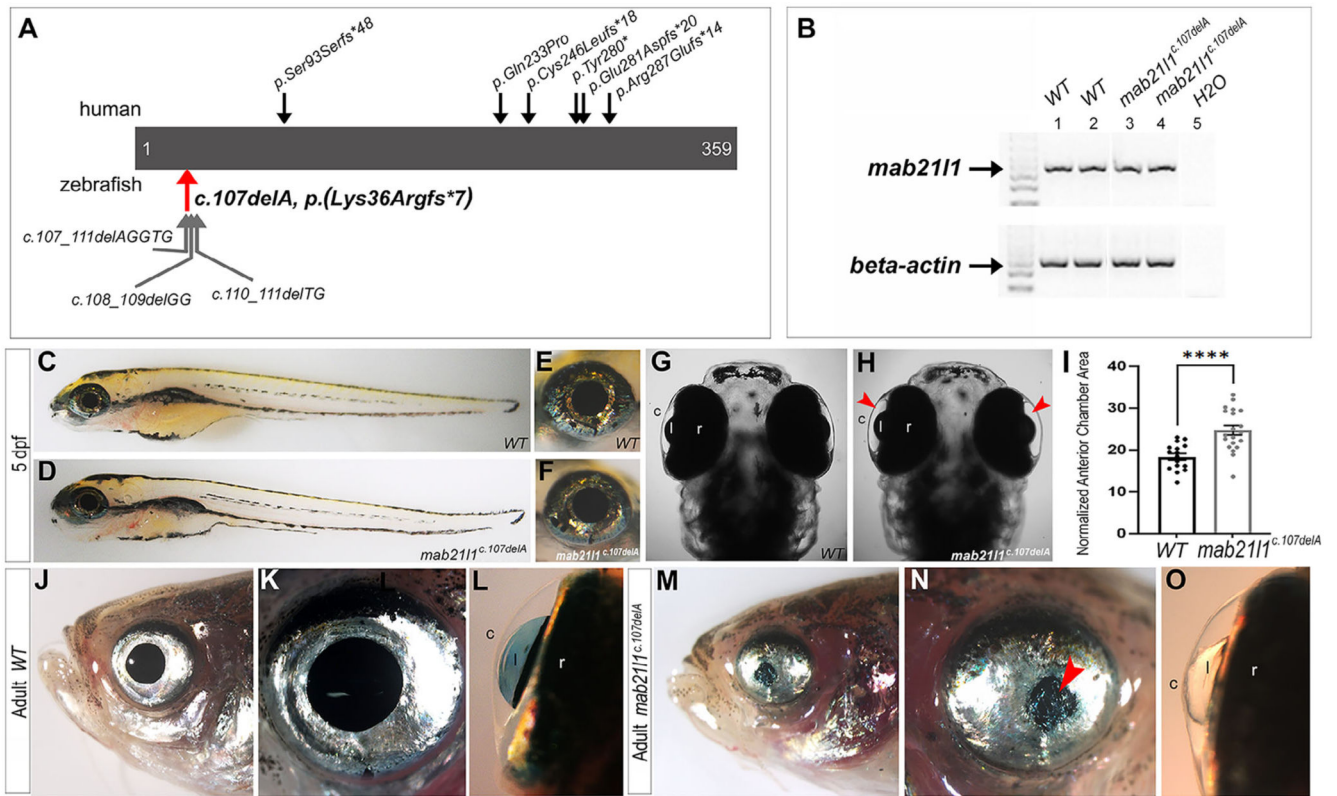 A
p.Ser93Serfs*48
p.Gln233Pro
p.Cys246Leufs*18
p.Tyr280*
p.Glu281Aspfs*20
p.Arg287Glufs*14
human
1 359
zebrafish
c.107delA, p.(Lys36Argfs*7)
c.107_111delAGGTG
c.108_109delGG
c.110_111delTG
B
WT WT mab21l1c.107delA mab21l1c.107delA H2O
1 2 3 4 5
mab21l1
beta-actin
5 dpf
C
WT
D
mab21l1c.107delA
E
WT
F
mab21l1c.107delA
G
c l r
WT
H
c l r
mab21l1c.107delA
I
Normalized Anterior Chamber Area
****
40
30
20
10
0
WT mab21l1c.107delA
Adult WT
J
K
L
L
c l r
Adult mab21l1c.107delA
M
N
O
c l r